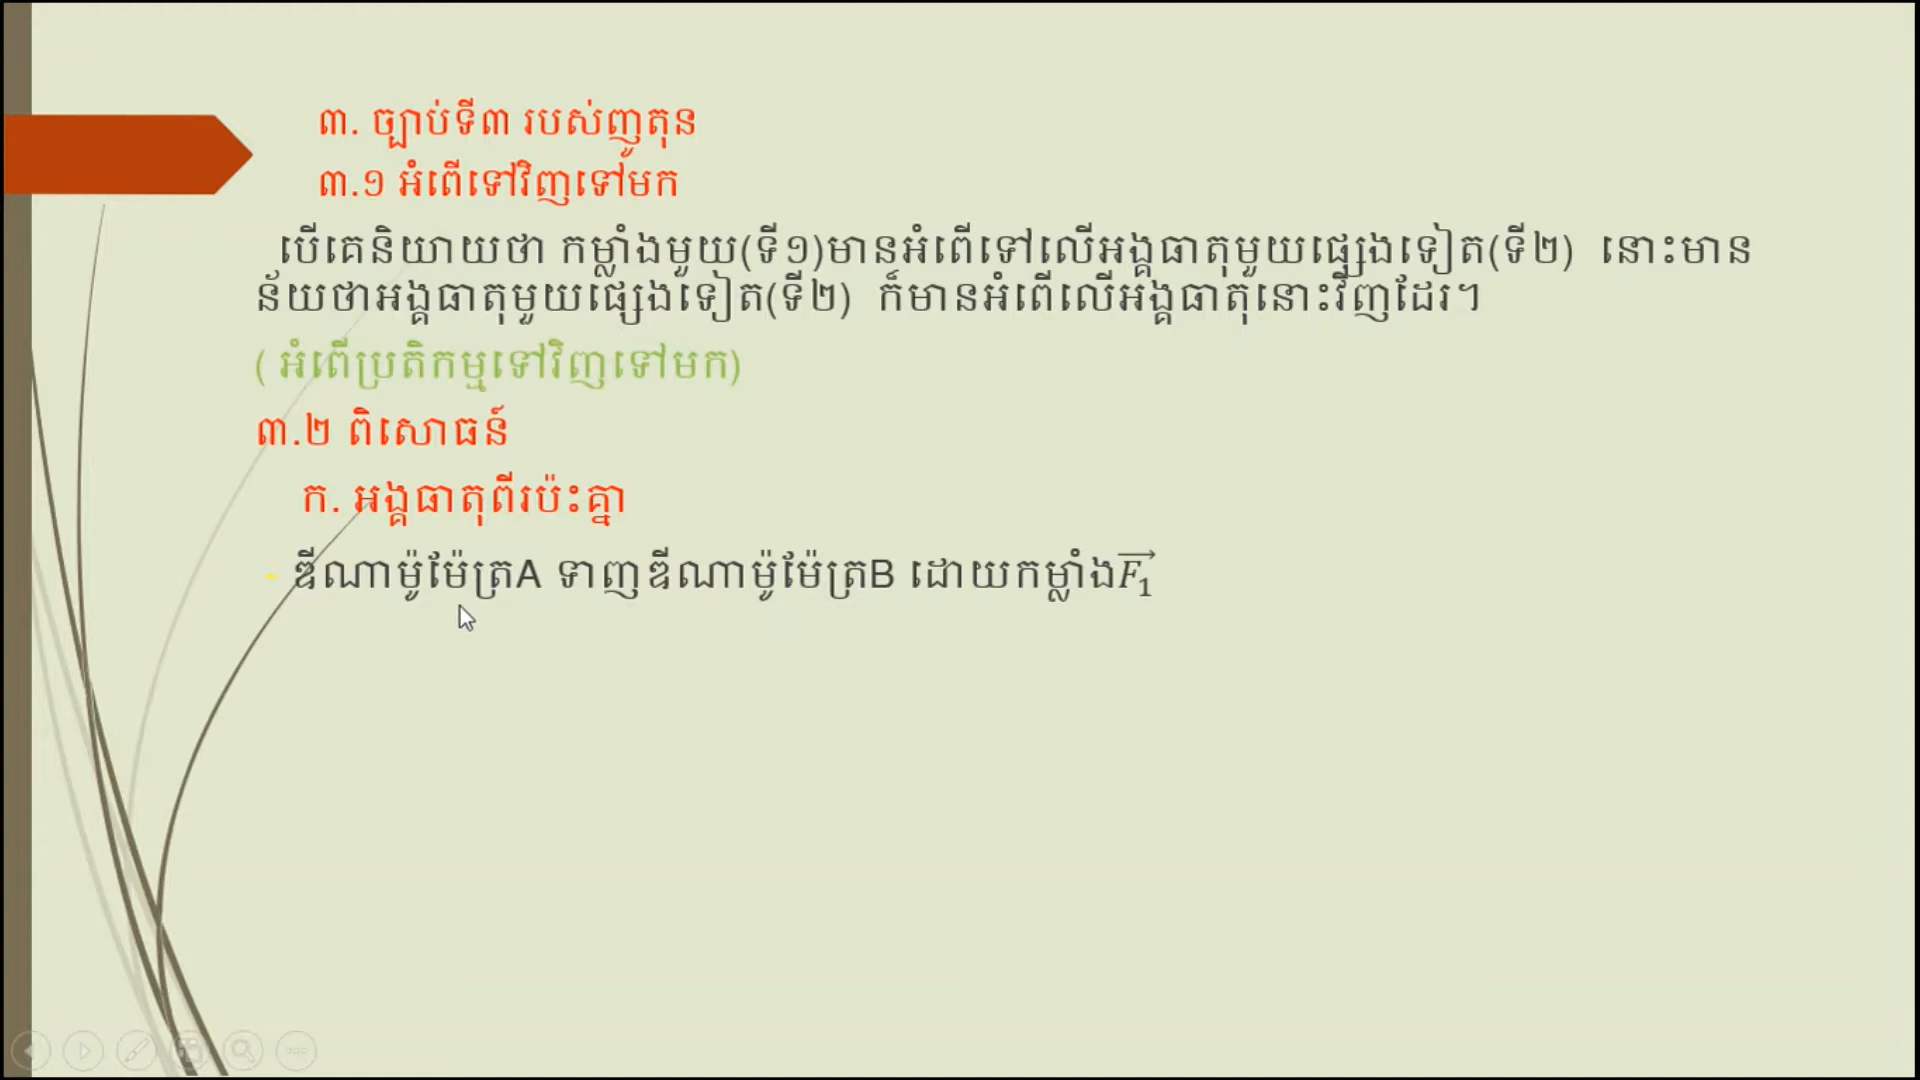 ៣. ច្បាប់ទី៣ របស់ញូតុន
៣.១ អំពើទៅវិញទៅមក
បើគេនិយាយថា កម្លាំងមួយ(ទី១)មានអំពើទៅលើអង្គធាតុមួយផ្សេងទៀត(ទី២) នោះមាន
ន័យថាអង្គធាតុមួយផ្សេងទៀត(ទី២) ក៏មានអំពើលើអង្គធាតុនោះវិញដែរ។
( អំពើប្រតិកម្មទៅវិញទៅមក)
៣.២ ពិសោធន៍
ក. អង្គធាតុពីរប៉ះគ្នា
- ឌីណាម៉ូម៉ែត្រA ទាញឌីណាម៉ូម៉ែត្រB ដោយកម្លាំង$\overrightarrow{F_1}$